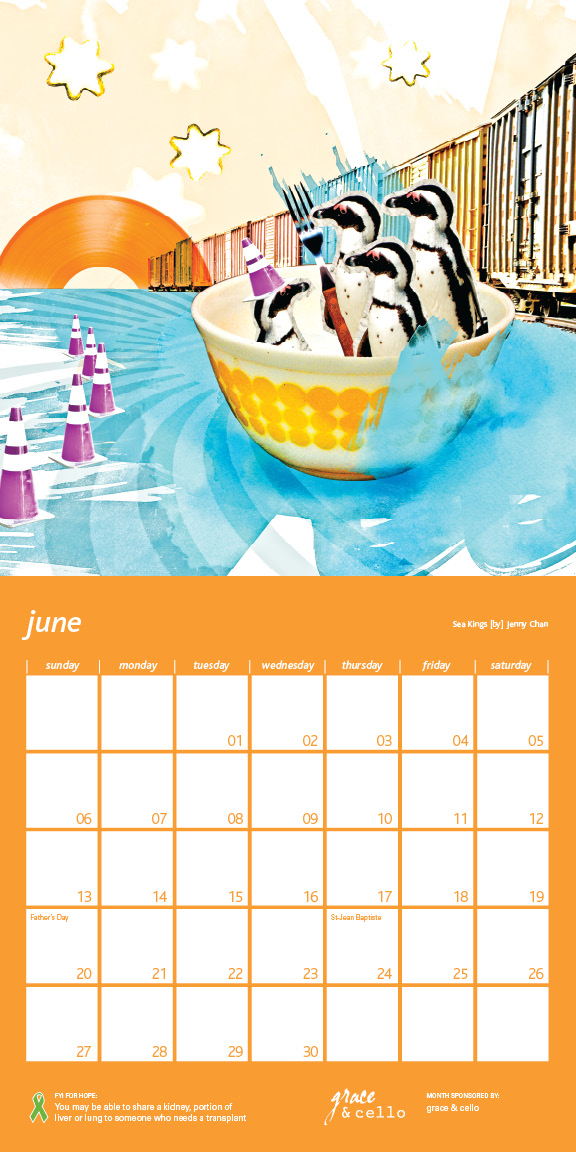 june
Sea Kings [by] Jenny Chan
sunday monday tuesday wednesday thursday friday saturday
01 02 03 04 05
06 07 08 09 10 11 12
13 14 15 16 17 18 19
Father's Day St-Jean Baptiste
20 21 22 23 24 25 26
27 28 29 30
FYI FOR HOPE:
You may be able to share a kidney, portion of
liver or lung to someone who needs a transplant
grace
& cello
MONTH SPONSORED BY:
grace & cello